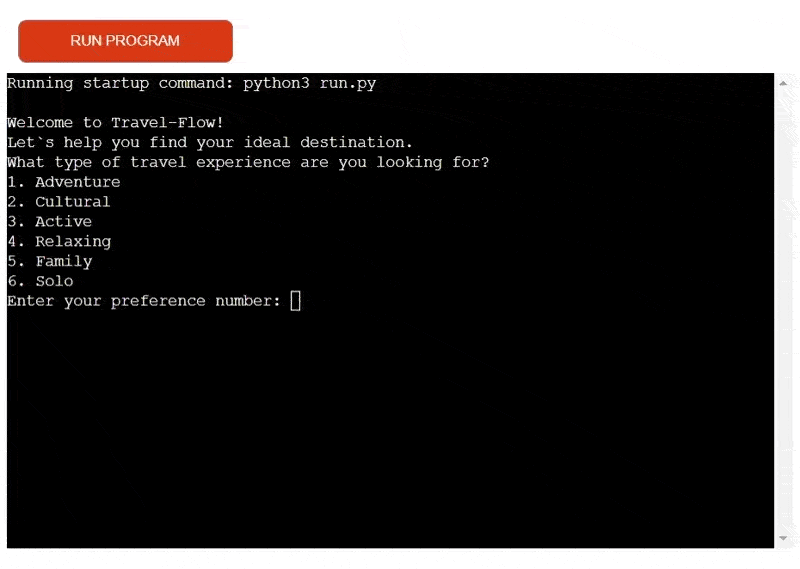 RUN PROGRAM
Running startup command: python3 run.py
Welcome to Travel-Flow!
Let`s help you find your ideal destination.
What type of travel experience are you looking for?
1. Adventure
2. Cultural
3. Active
4. Relaxing
5. Family
6. Solo
Enter your preference number: